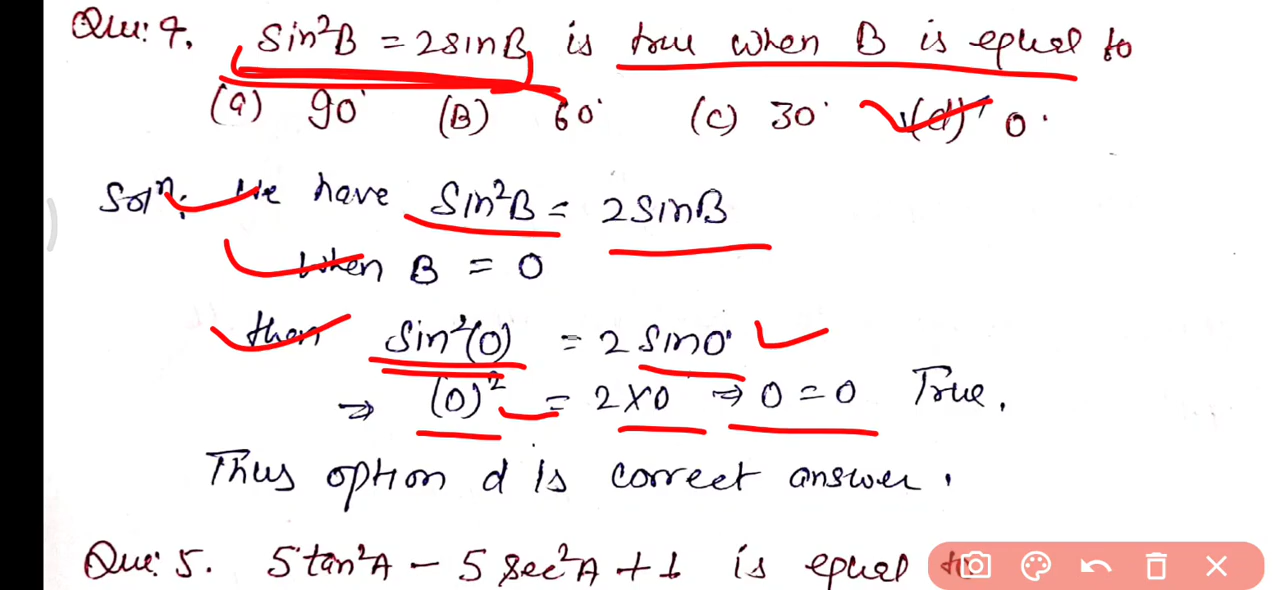 Que: 4. Sin²B = 2sinB is true when B is equal to
(a) 90° (B) 60° (C) 30° (d) 0°
Solⁿ: We have Sin²B = 2SinB
When B = 0
then Sin²(0) = 2 Sin0°
⇒ (0)² = 2×0 ⇒ 0 = 0 True.
Thus option d is correct answer.
Que: 5. 5tan²A - 5sec²A + 1 is equal to